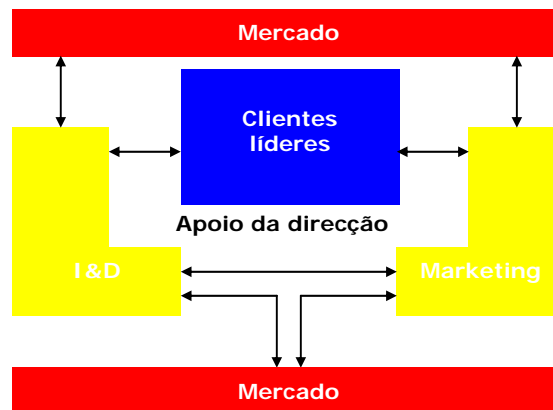 Mercado
Clientes
líderes
Apoio da direcção
I&D
Marketing
Mercado